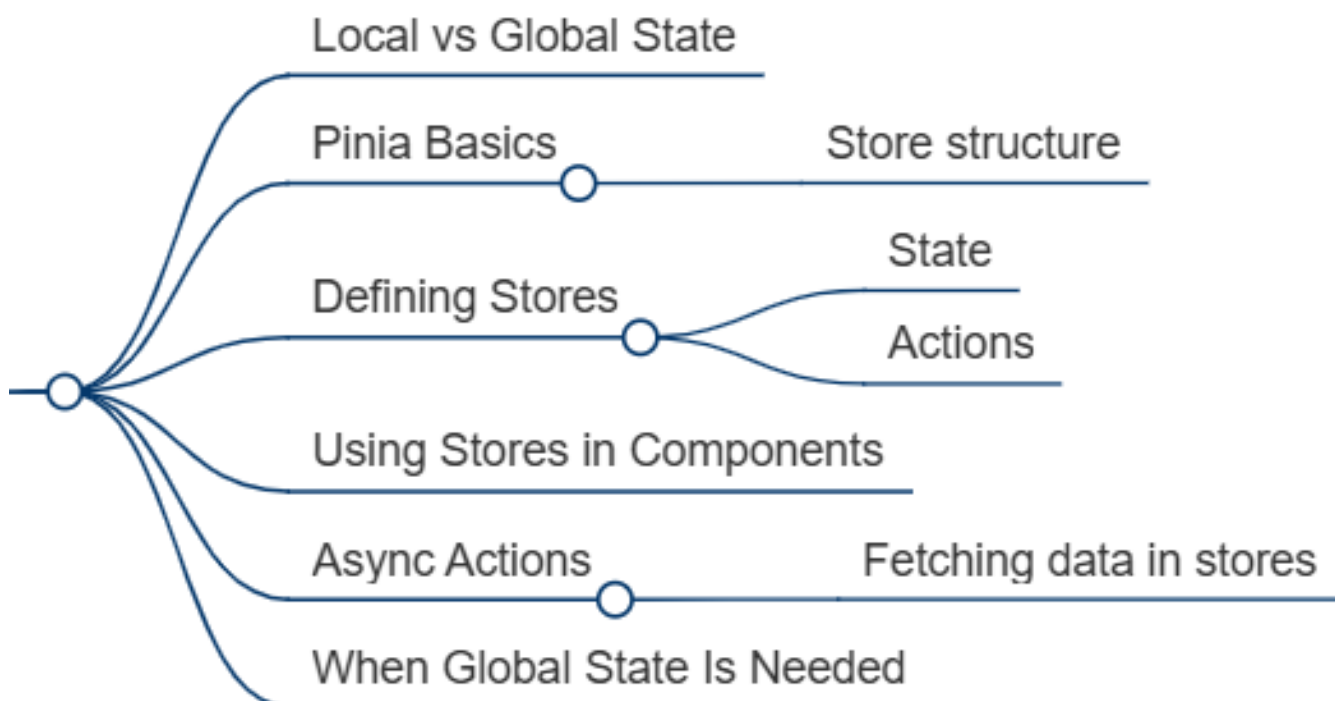 Local vs Global State
Pinia Basics
Store structure
Defining Stores
State
Actions
Using Stores in Components
Async Actions
Fetching data in stores
When Global State Is Needed